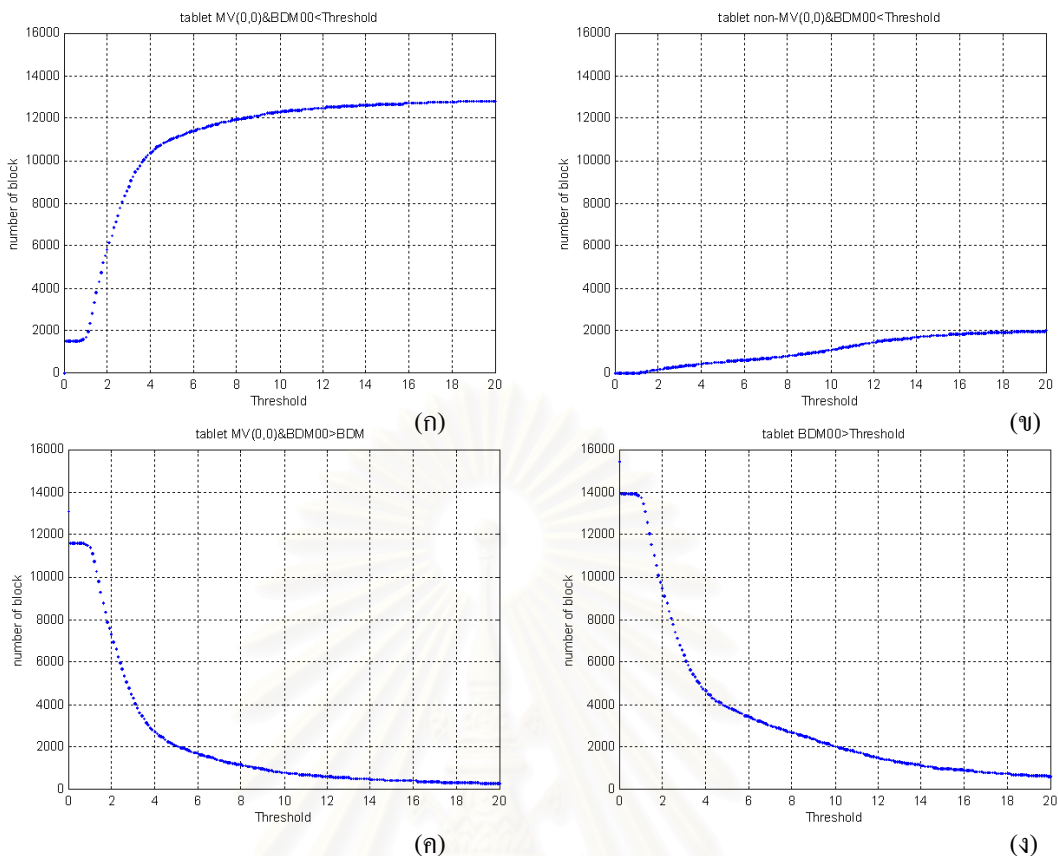 tablet MV(0,0)&BDM00<Threshold
number of block
16000
14000
12000
10000
8000
6000
4000
2000
0
0 2 4 6 8 10 12 14 16 18 20
Threshold
(ก)
tablet non-MV(0,0)&BDM00<Threshold
number of block
16000
14000
12000
10000
8000
6000
4000
2000
0
0 2 4 6 8 10 12 14 16 18 20
Threshold
(ข)
tablet MV(0,0)&BDM00>BDM
number of block
16000
14000
12000
10000
8000
6000
4000
2000
0
0 2 4 6 8 10 12 14 16 18 20
Threshold
(ค)
tablet BDM00>Threshold
number of block
16000
14000
12000
10000
8000
6000
4000
2000
0
0 2 4 6 8 10 12 14 16 18 20
Threshold
(ง)